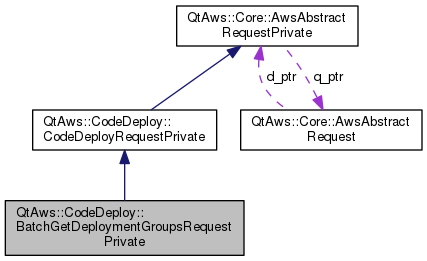 QtAws::Core::AwsAbstract
RequestPrivate
d_ptr
q_ptr
QtAws::CodeDeploy::
CodeDeployRequestPrivate
QtAws::Core::AwsAbstract
Request
QtAws::CodeDeploy::
BatchGetDeploymentGroupsRequest
Private